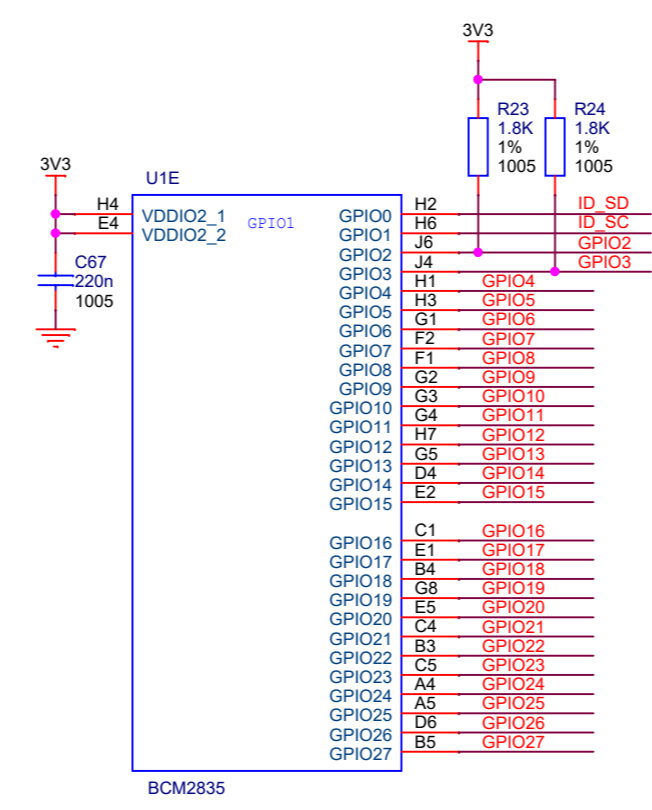 3V3
R23
1.8K
1%
1005
R24
1.8K
1%
1005
3V3
U1E
GPIO1
H4
VDDIO2_1
E4
VDDIO2_2
C67
220n
1005
GPIO0 H2 ID_SD
GPIO1 H6 ID_SC
GPIO2 J6 GPIO2
GPIO3 J4 GPIO3
GPIO4 H1 GPIO4
GPIO5 H3 GPIO5
GPIO6 G1 GPIO6
GPIO7 F2 GPIO7
GPIO8 F1 GPIO8
GPIO9 G2 GPIO9
GPIO10 G3 GPIO10
GPIO11 G4 GPIO11
GPIO12 H7 GPIO12
GPIO13 G5 GPIO13
GPIO14 D4 GPIO14
GPIO15 E2 GPIO15
GPIO16 C1 GPIO16
GPIO17 E1 GPIO17
GPIO18 B4 GPIO18
GPIO19 G8 GPIO19
GPIO20 E5 GPIO20
GPIO21 C4 GPIO21
GPIO22 B3 GPIO22
GPIO23 C5 GPIO23
GPIO24 A4 GPIO24
GPIO25 A5 GPIO25
GPIO26 D6 GPIO26
GPIO27 B5 GPIO27
BCM2835